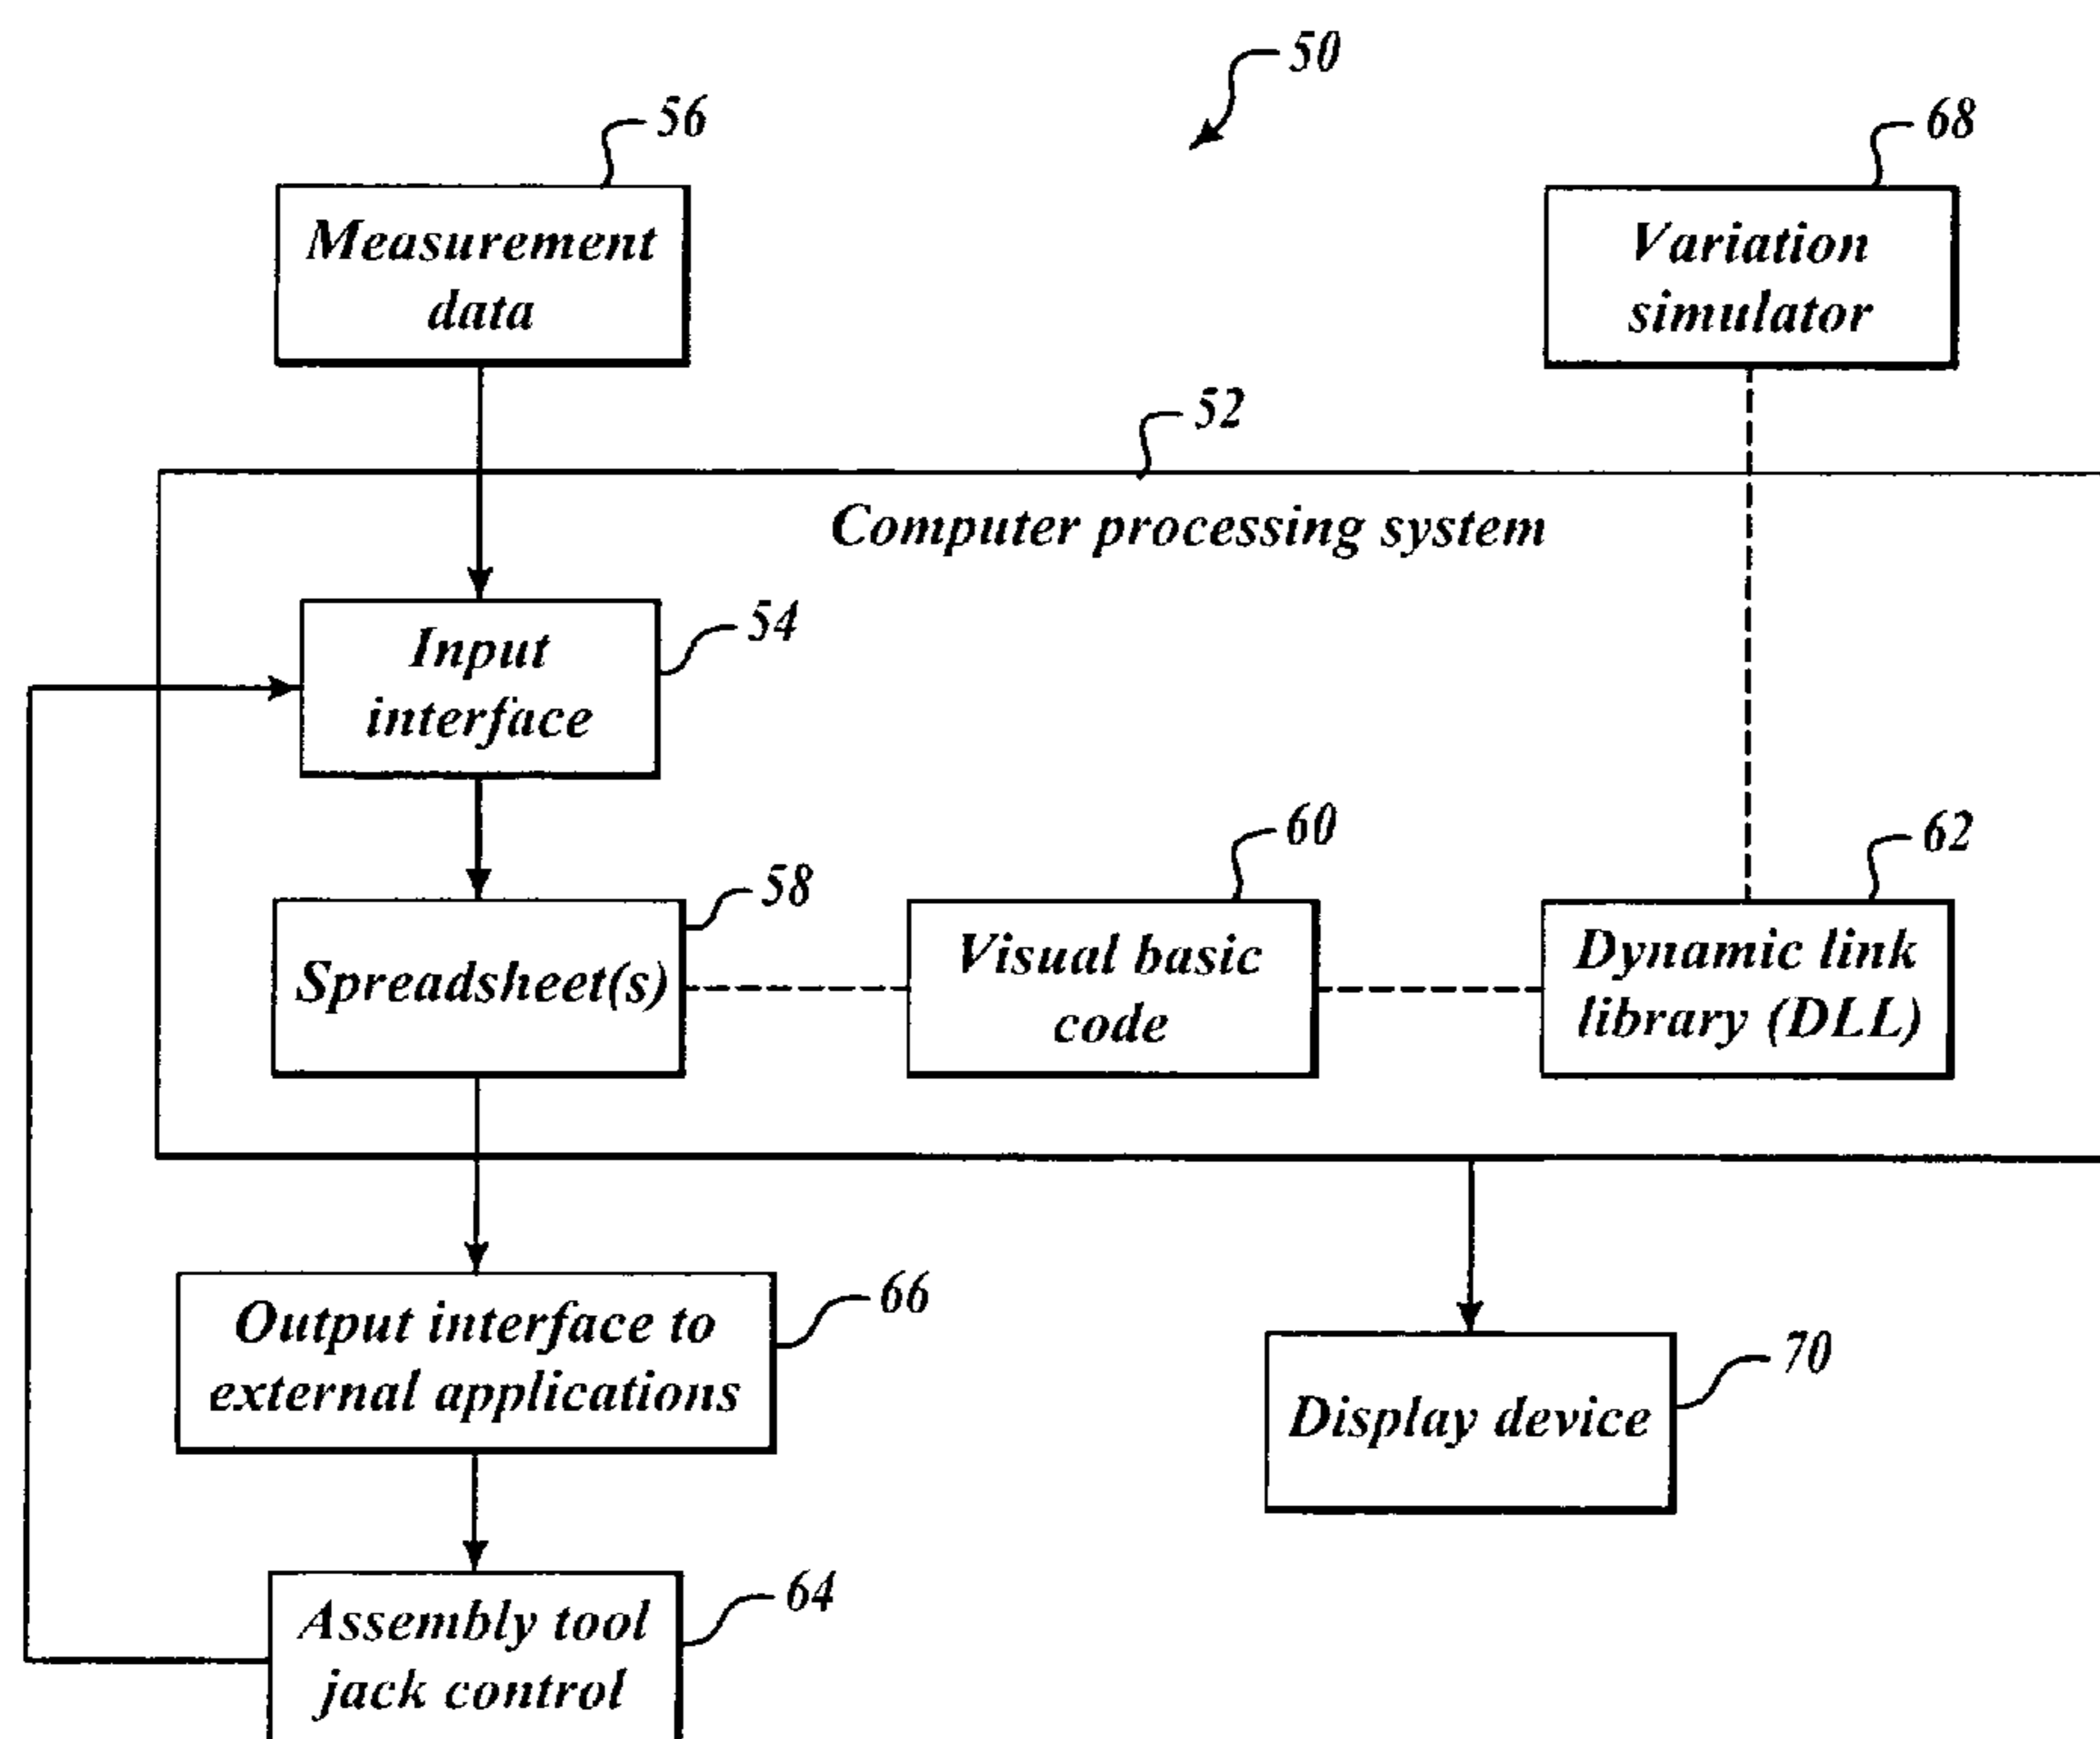 50
56
68
Measurement
data
Variation
simulator
52
Computer processing system
54
Input
interface
60
62
58
Spreadsheet(s)
Visual basic
code
Dynamic link
library (DLL)
66
Output interface to
external applications
70
Display device
64
Assembly tool
jack control